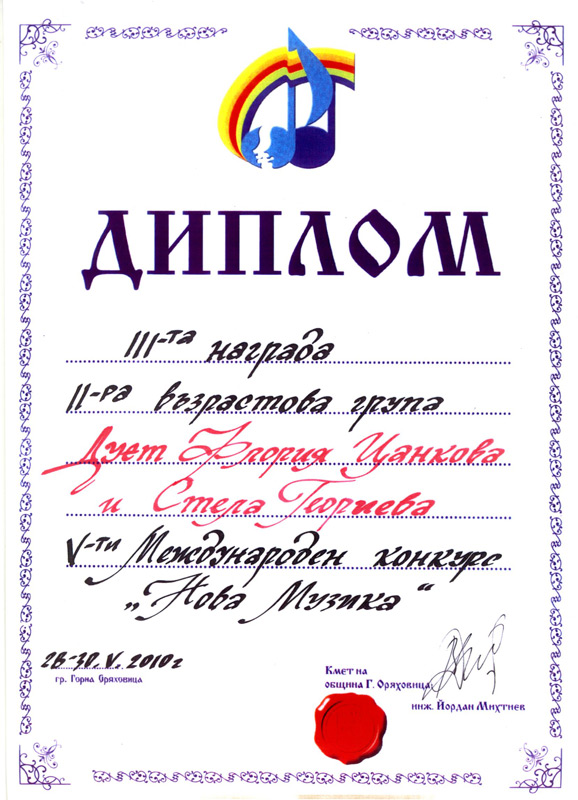 ДИПЛОМ
III-та награда
II-ра възрастова група
Дует Флория Цанкова
и Стела Георгиева
V-ти Международен конкурс
„Нова Музика“
28-30.V.2010г
гр. Горна Оряховица
Кмет на
община Г. Оряховица:
инж. Йордан Михтиев